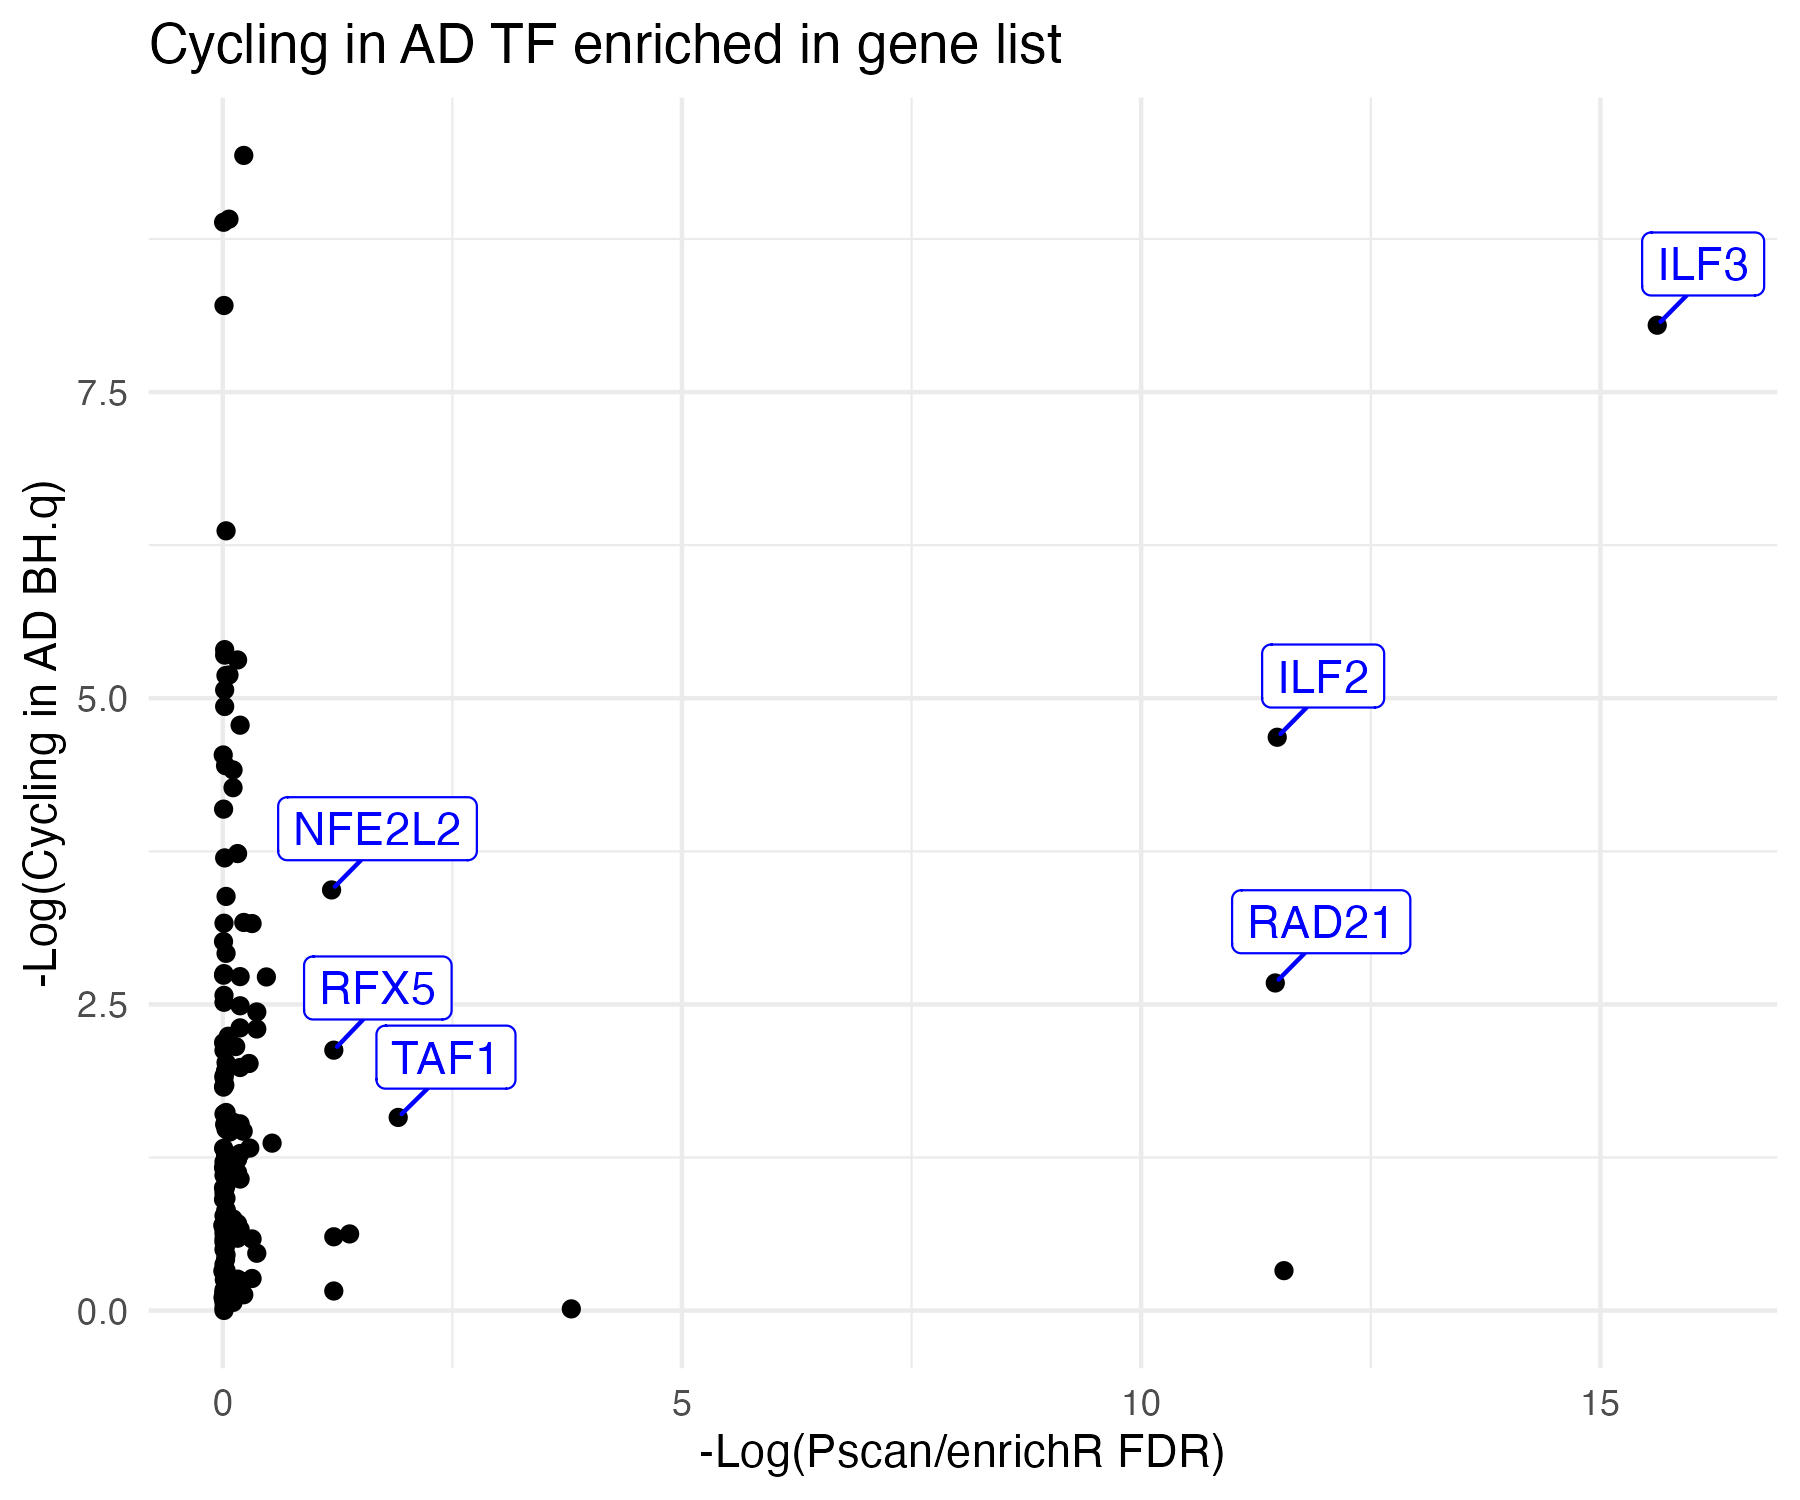 Cycling in AD TF enriched in gene list
-Log(Cycling in AD BH.q)
7.5
5.0
2.5
0.0
ILF3
ILF2
NFE2L2
RAD21
RFX5
TAF1
0
5
10
15
-Log(Pscan/enrichR FDR)